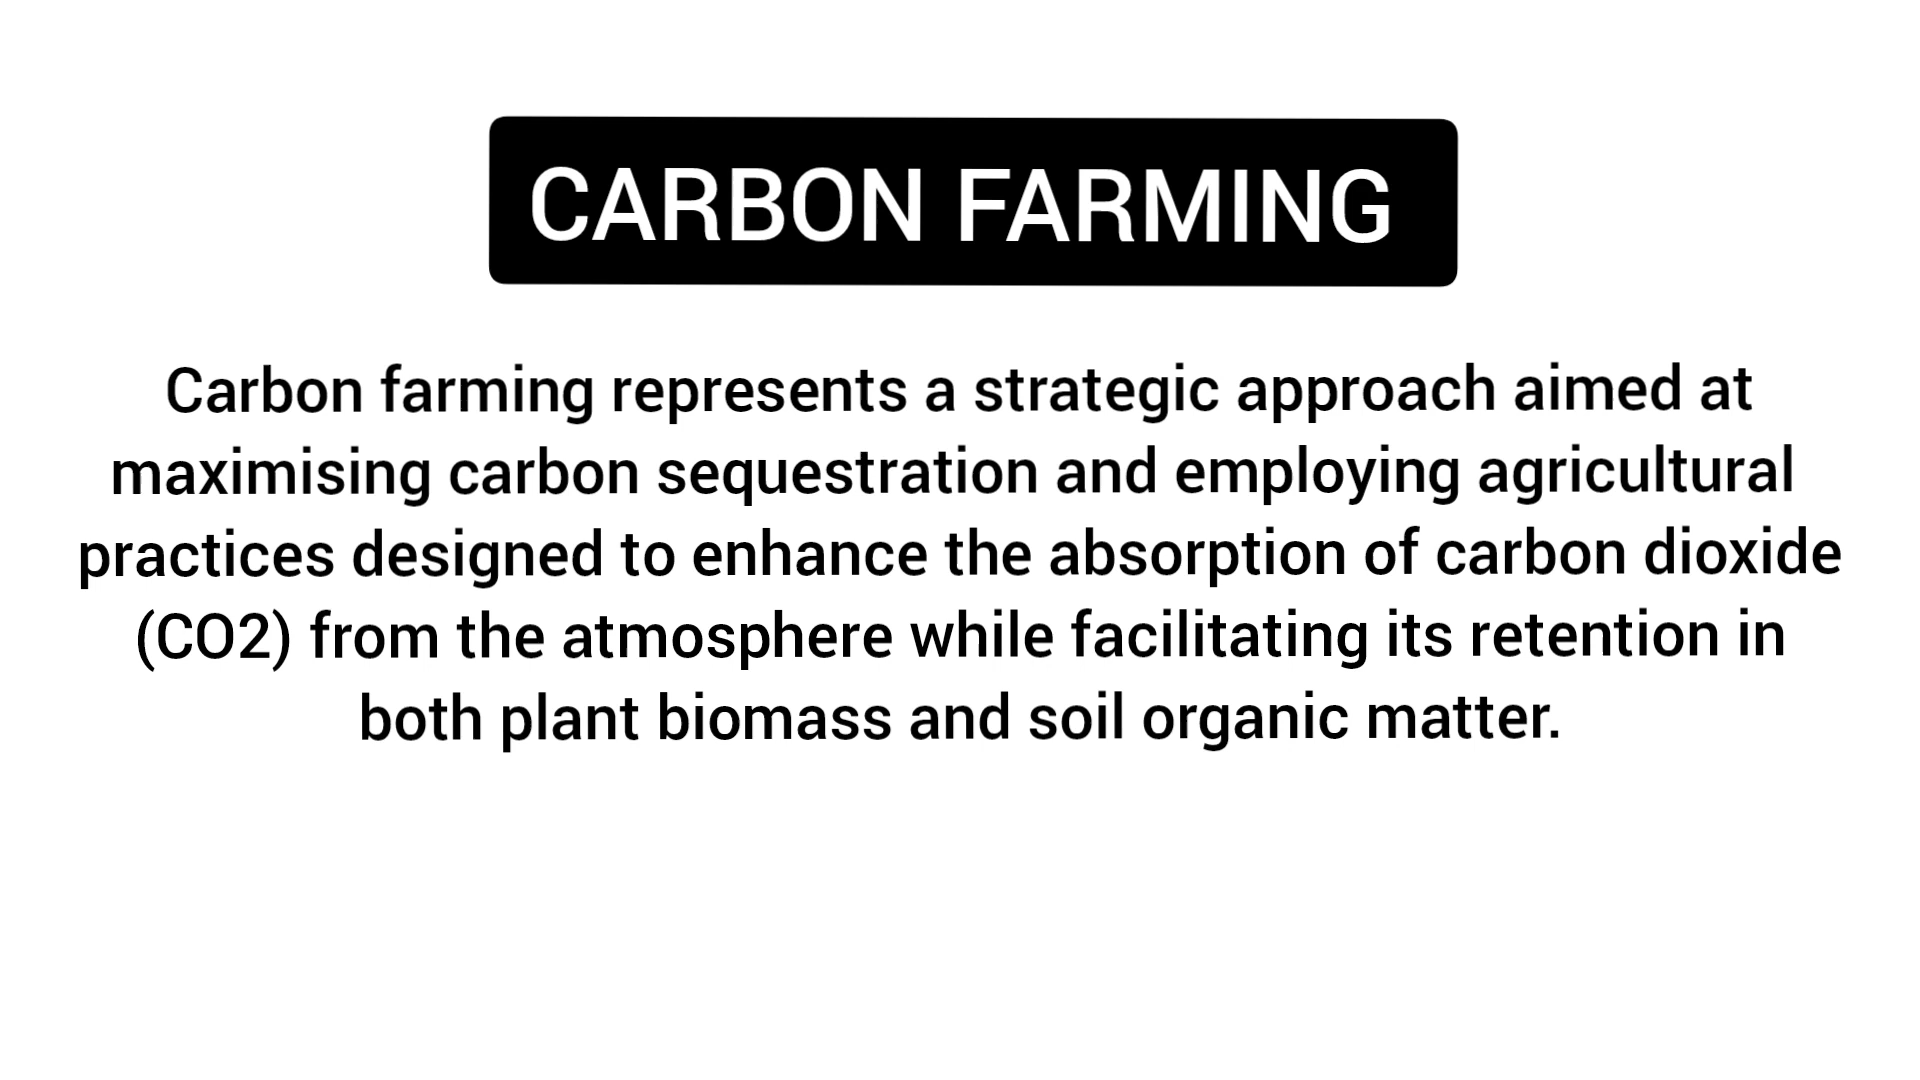 CARBON FARMING
Carbon farming represents a strategic approach aimed at
maximising carbon sequestration and employing agricultural
practices designed to enhance the absorption of carbon dioxide
(CO2) from the atmosphere while facilitating its retention in
both plant biomass and soil organic matter.